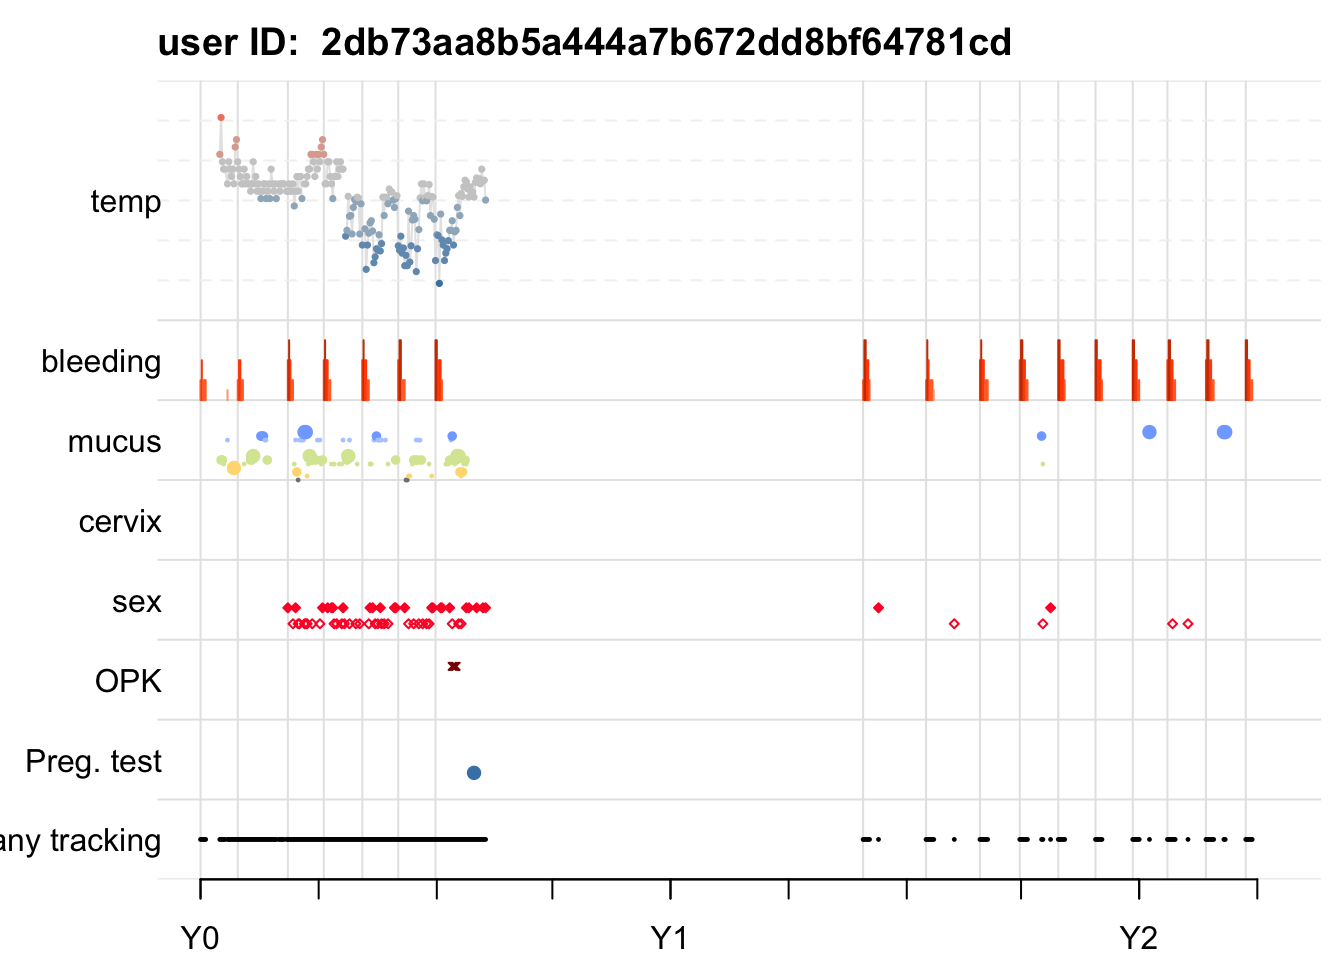 user ID:  2db73aa8b5a444a7b672dd8bf64781cd
temp
bleeding
mucus
cervix
sex
OPK
Preg. test
any tracking
Y0 Y1 Y2